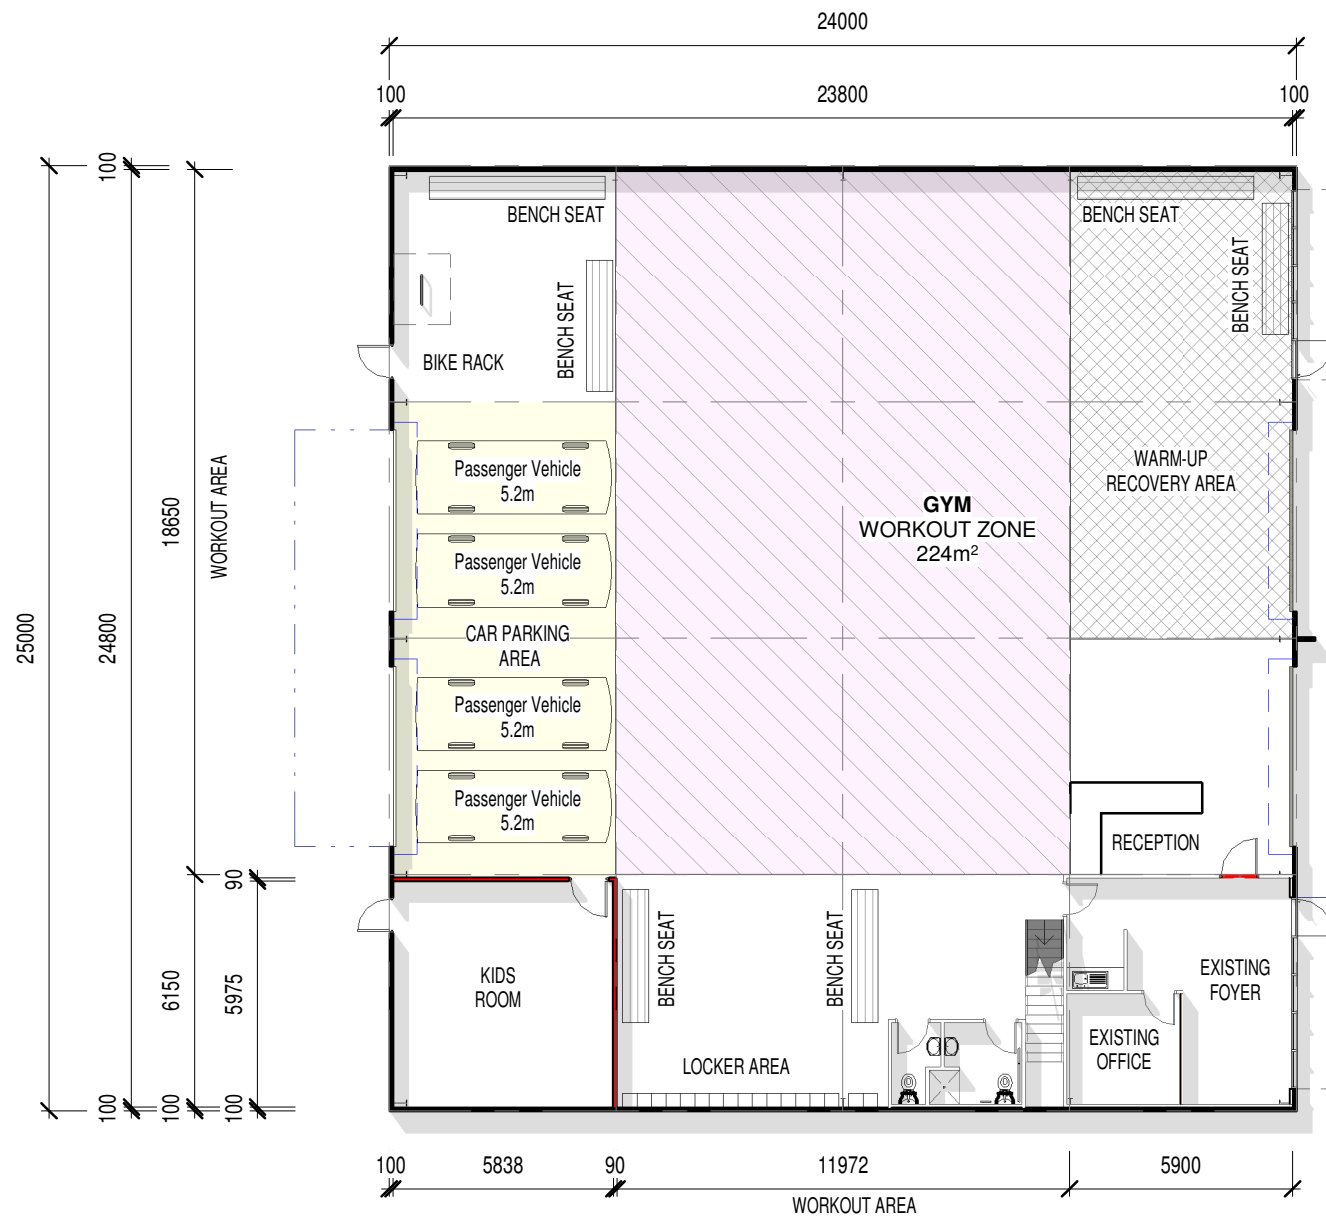 24000
100
23800
100
100
BENCH SEAT
BENCH SEAT
BENCH SEAT
BENCH SEAT
BIKE RACK
WORKOUT AREA
18650
25000
24800
Passenger Vehicle
5.2m
Passenger Vehicle
5.2m
CAR PARKING
AREA
Passenger Vehicle
5.2m
Passenger Vehicle
5.2m
GYM
WORKOUT ZONE
224m²
WARM-UP
RECOVERY AREA
RECEPTION
90
6150
5975
100
100
100
KIDS
ROOM
BENCH SEAT
BENCH SEAT
LOCKER AREA
EXISTING
FOYER
EXISTING
OFFICE
100
5838
90
11972
5900
WORKOUT AREA